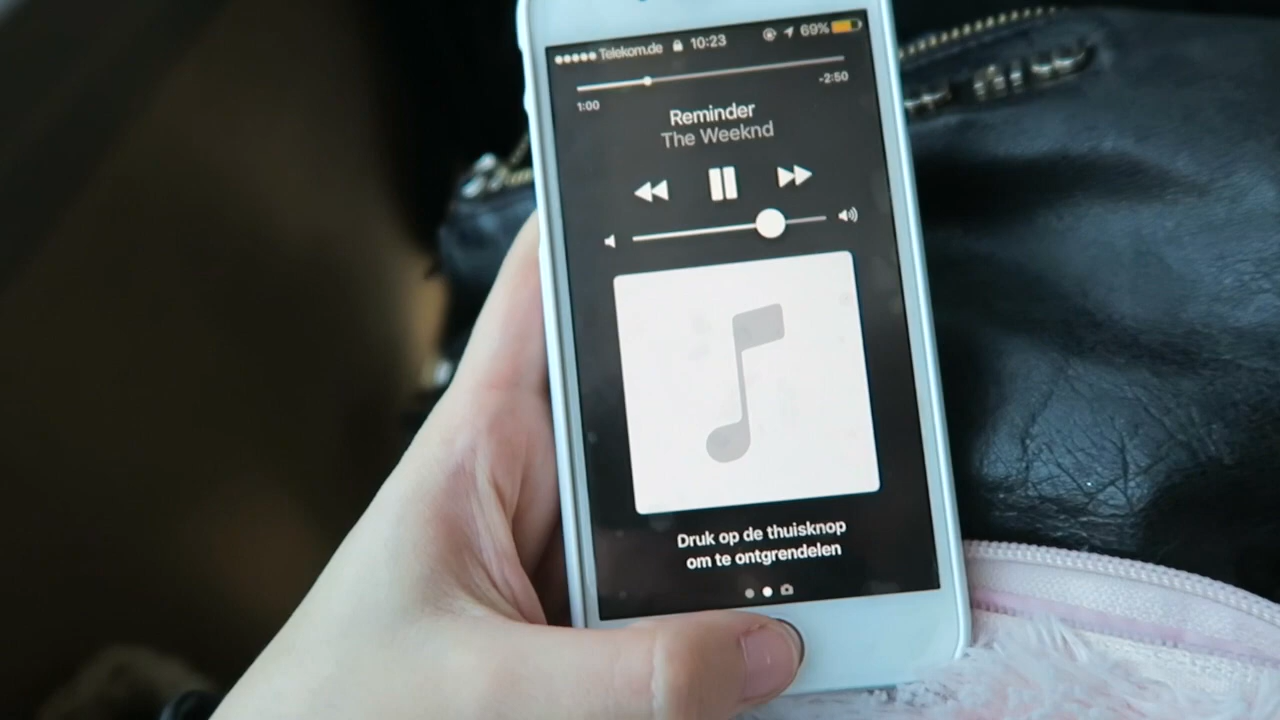 Telekom.de 10:23 69%
1:00 -2:50
Reminder
The Weeknd
Druk op de thuisknop
om te ontgrendelen